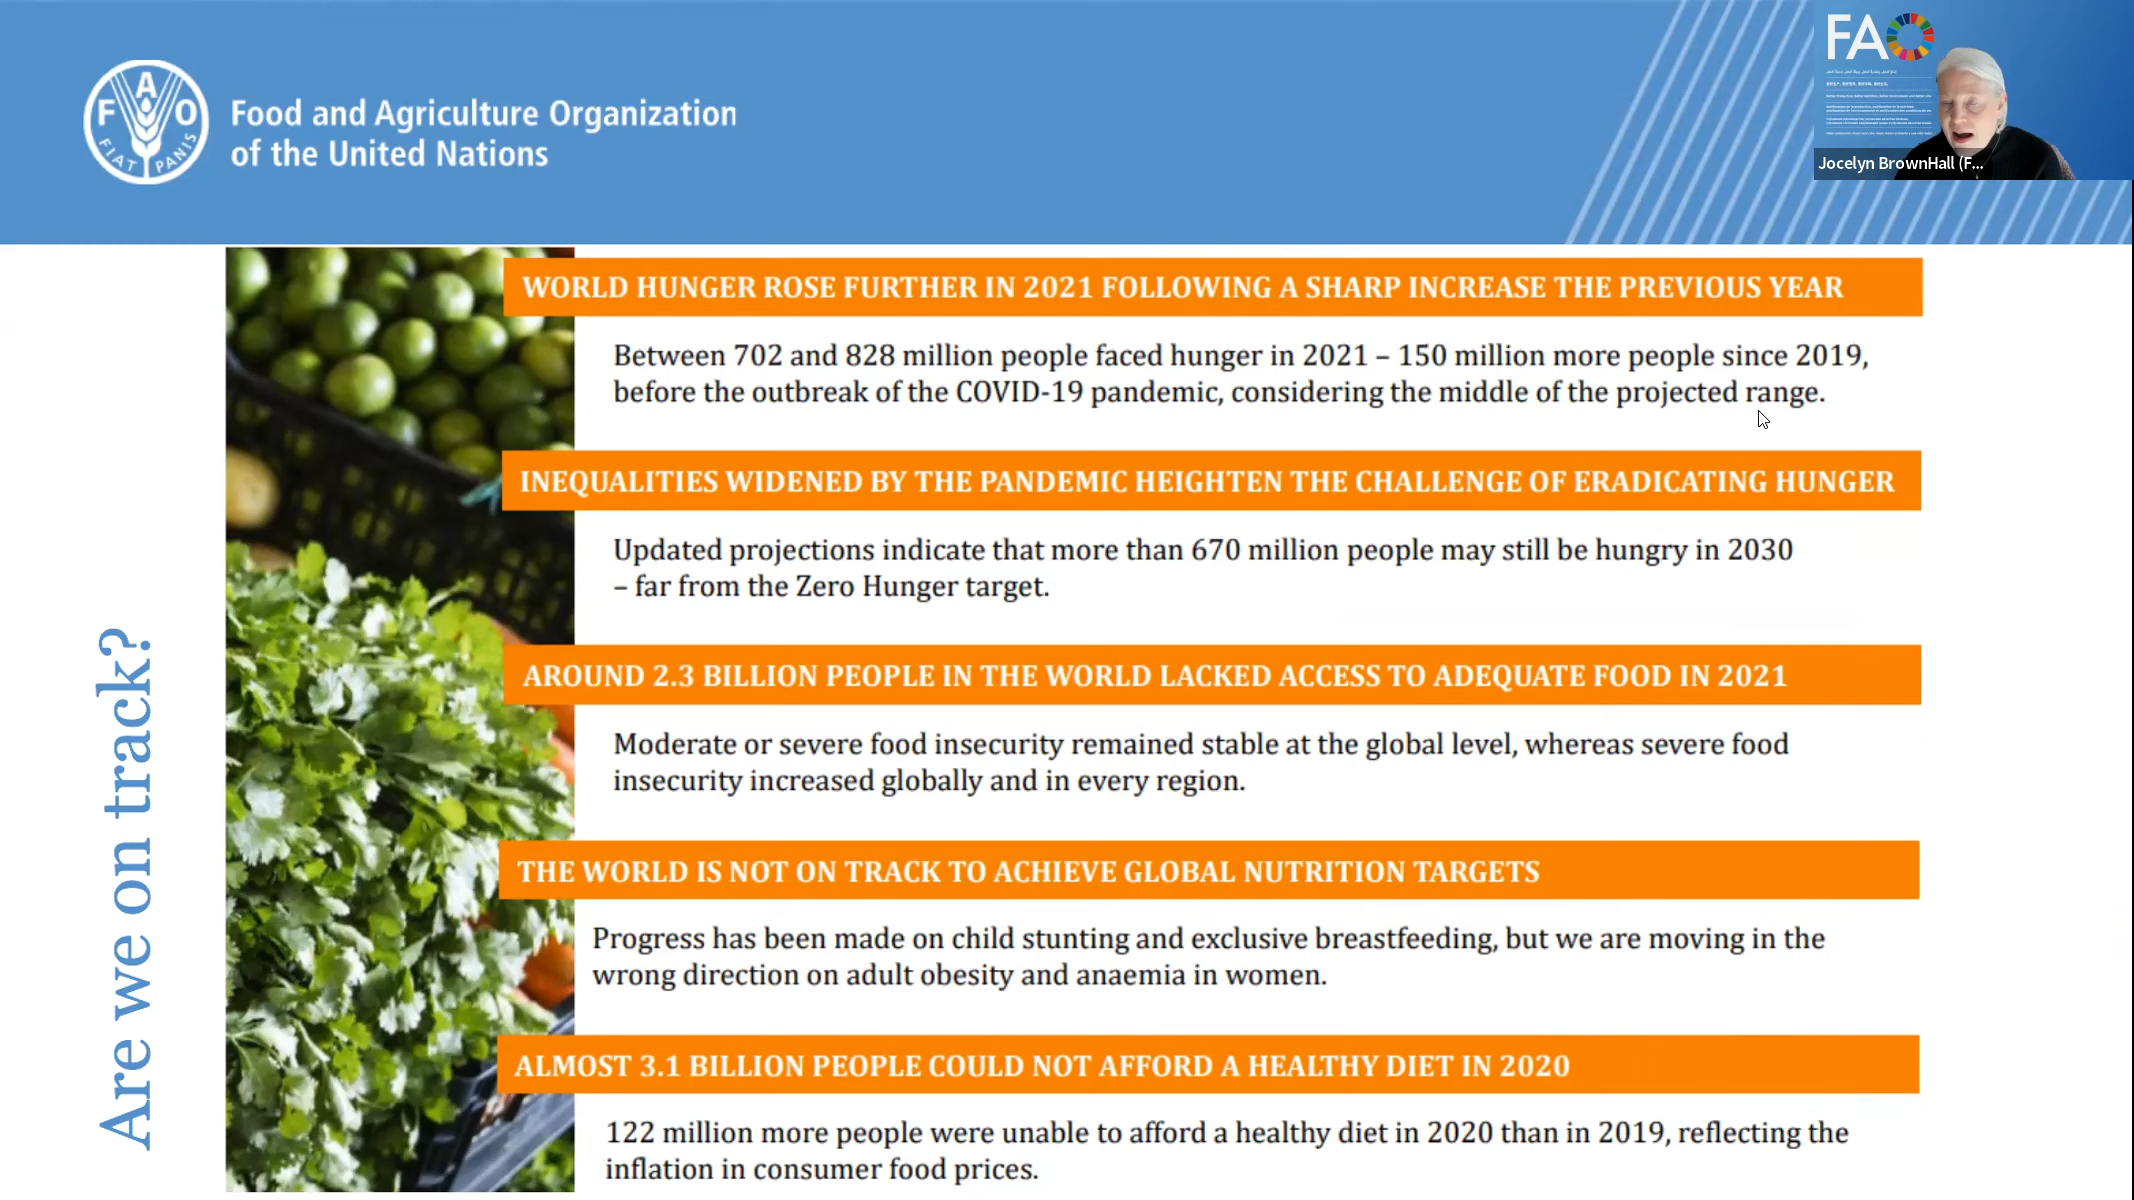 FAO
FIAT PANIS
Food and Agriculture Organization
of the United Nations
FAO
Jocelyn BrownHall (F...
Are we on track?
WORLD HUNGER ROSE FURTHER IN 2021 FOLLOWING A SHARP INCREASE THE PREVIOUS YEAR
Between 702 and 828 million people faced hunger in 2021 – 150 million more people since 2019,
before the outbreak of the COVID-19 pandemic, considering the middle of the projected range.
INEQUALITIES WIDENED BY THE PANDEMIC HEIGHTEN THE CHALLENGE OF ERADICATING HUNGER
Updated projections indicate that more than 670 million people may still be hungry in 2030
– far from the Zero Hunger target.
AROUND 2.3 BILLION PEOPLE IN THE WORLD LACKED ACCESS TO ADEQUATE FOOD IN 2021
Moderate or severe food insecurity remained stable at the global level, whereas severe food
insecurity increased globally and in every region.
THE WORLD IS NOT ON TRACK TO ACHIEVE GLOBAL NUTRITION TARGETS
Progress has been made on child stunting and exclusive breastfeeding, but we are moving in the
wrong direction on adult obesity and anaemia in women.
ALMOST 3.1 BILLION PEOPLE COULD NOT AFFORD A HEALTHY DIET IN 2020
122 million more people were unable to afford a healthy diet in 2020 than in 2019, reflecting the
inflation in consumer food prices.